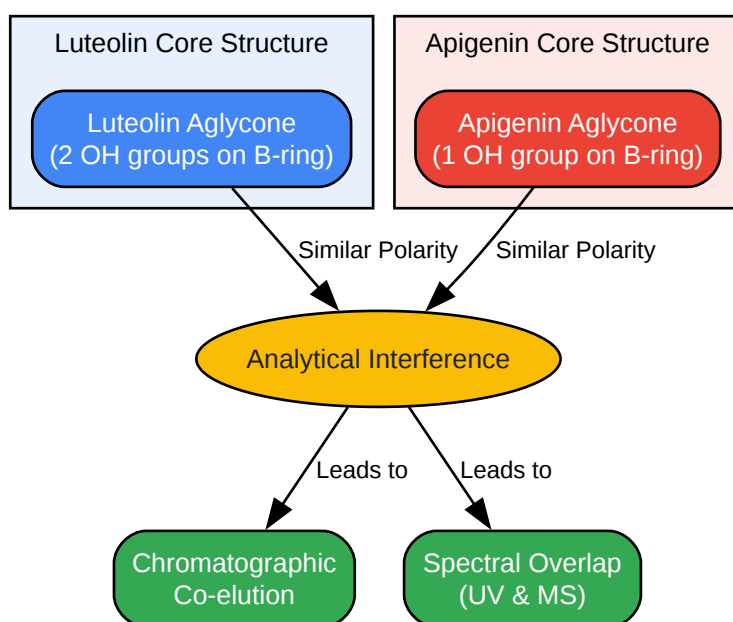 Luteolin Core Structure
Apigenin Core Structure
Luteolin Aglycone
(2 OH groups on B-ring)
Apigenin Aglycone
(1 OH group on B-ring)
Similar Polarity
Similar Polarity
Analytical Interference
Leads to
Leads to
Chromatographic
Co-elution
Spectral Overlap
(UV & MS)